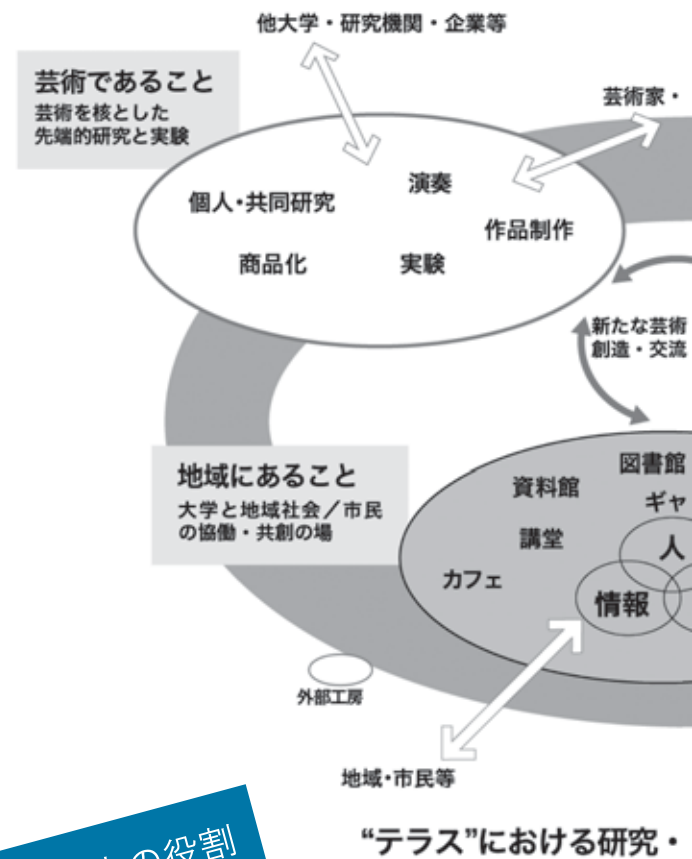 他大学・研究機関・企業等
芸術であること
芸術を核とした
先端的研究と実験
芸術家・
演奏
個人・共同研究
作品制作
商品化
実験
新たな芸術
創造・交流
地域にあること
大学と地域社会／市民
の協働・共創の場
図書館
資料館
ギャ
講堂
人
カフェ
情報
外部工房
地域・市民等
の役割
“テラス”における研究・